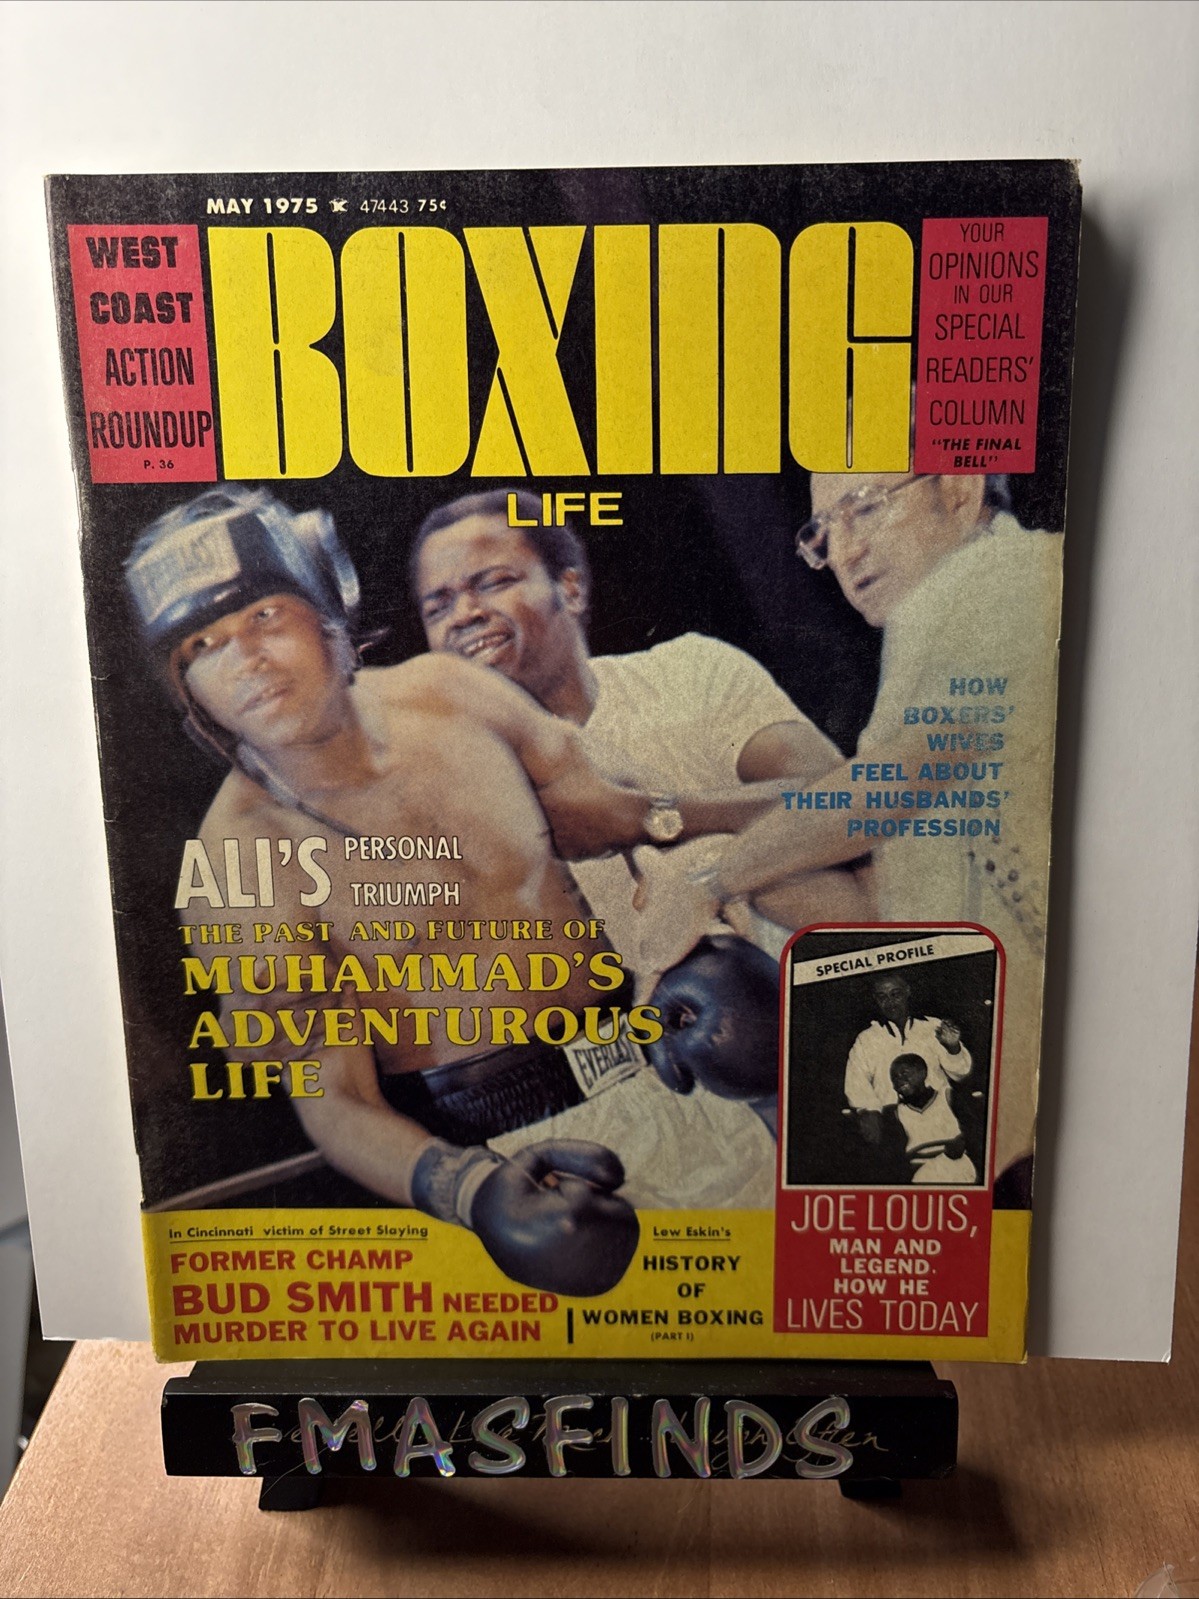 MAY 1975 ★ 47443 75¢
WEST
COAST
ACTION
ROUNDUP
P. 36
BOXING
LIFE
YOUR
OPINIONS
IN OUR
SPECIAL
READERS'
COLUMN
"THE FINAL
BELL"
EVERLAST
HOW
BOXERS'
WIVES
FEEL ABOUT
THEIR HUSBANDS'
PROFESSION
ALI'S PERSONAL
TRIUMPH
THE PAST AND FUTURE OF
MUHAMMAD'S
ADVENTUROUS
LIFE
EVERLAST
SPECIAL PROFILE
JOE LOUIS,
MAN AND
LEGEND.
HOW HE
LIVES TODAY
In Cincinnati victim of Street Slaying
FORMER CHAMP
BUD SMITH NEEDED
MURDER TO LIVE AGAIN
Lew Eskin's
HISTORY
OF
WOMEN BOXING
(PART I)
FMASFINDS